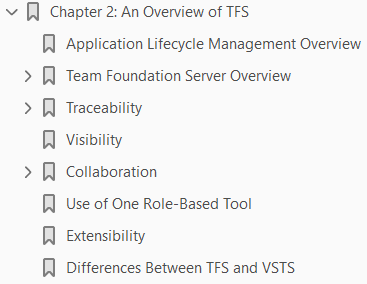 Chapter 2: An Overview of TFS
Application Lifecycle Management Overview
Team Foundation Server Overview
Traceability
Visibility
Collaboration
Use of One Role-Based Tool
Extensibility
Differences Between TFS and VSTS